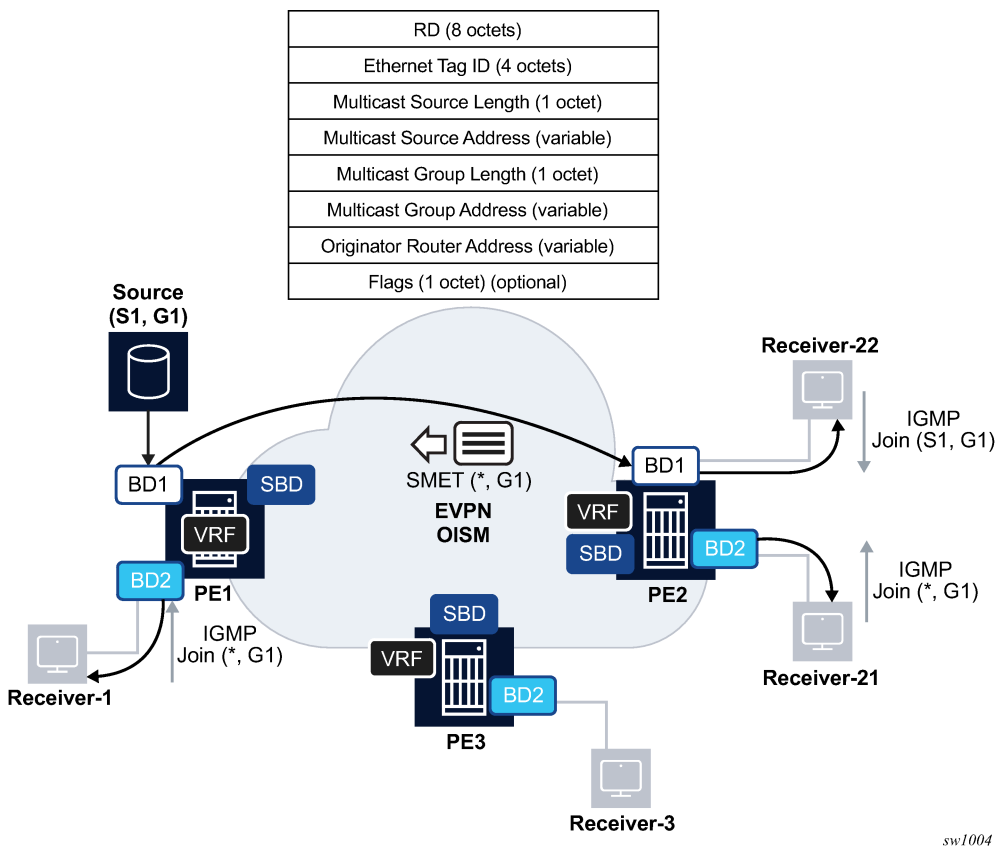 RD (8 octets)
Ethernet Tag ID (4 octets)
Multicast Source Length (1 octet)
Multicast Source Address (variable)
Multicast Group Length (1 octet)
Multicast Group Address (variable)
Originator Router Address (variable)
Flags (1 octet) (optional)
Source
(S1, G1)
Receiver-22
IGMP
Join (S1, G1)
BD1
SBD
VRF
BD2
PE1
SMET (*, G1)
EVPN
OISM
BD1
VRF
SBD
BD2
PE2
IGMP
Join (*, G1)
Receiver-21
IGMP
Join (*, G1)
Receiver-1
SBD
VRF
BD2
PE3
Receiver-3
sw1004